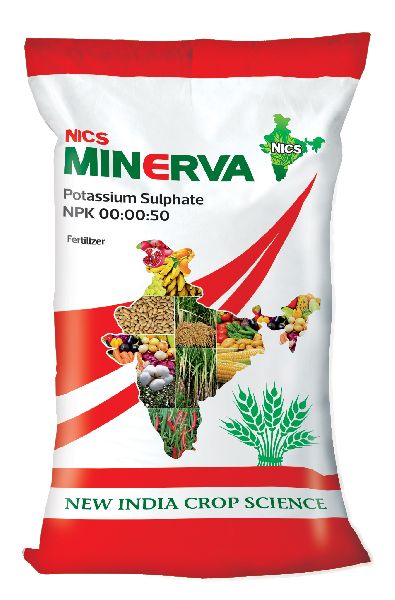 NICS
MINERVA
NICS
Potassium Sulphate
NPK 00:00:50
Fertilizer
NEW INDIA CROP SCIENCE